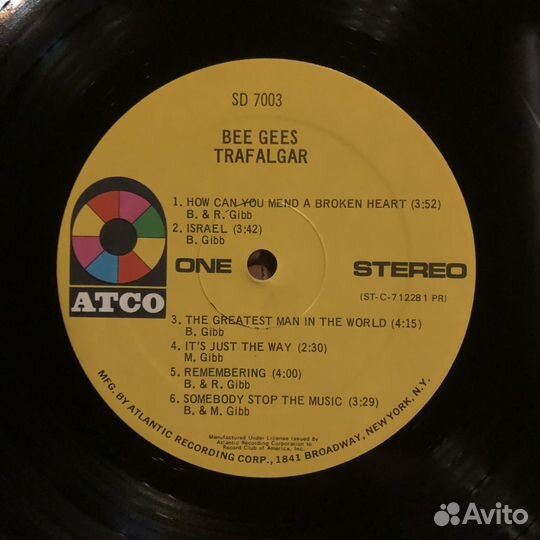 SD 7003
BEE GEES
TRAFALGAR
1. HOW CAN YOU MEND A BROKEN HEART (3:52)
B. & R. Gibb
2. ISRAEL (3:42)
B. Gibb
ONE
STEREO
ATCO
(ST-C-712281 PR)
3. THE GREATEST MAN IN THE WORLD (4:15)
B. Gibb
4. IT'S JUST THE WAY (2:30)
M. Gibb
5. REMEMBERING (4:00)
B. & R. Gibb
6. SOMEBODY STOP THE MUSIC (3:29)
B. & M. Gibb
Manufactured Under License Issued By
Atlantic Recording Corporation to
Record Club of America, Inc.
MFG. BY ATLANTIC RECORDING CORP., 1841 BROADWAY, NEW YORK, N.Y.
Avito